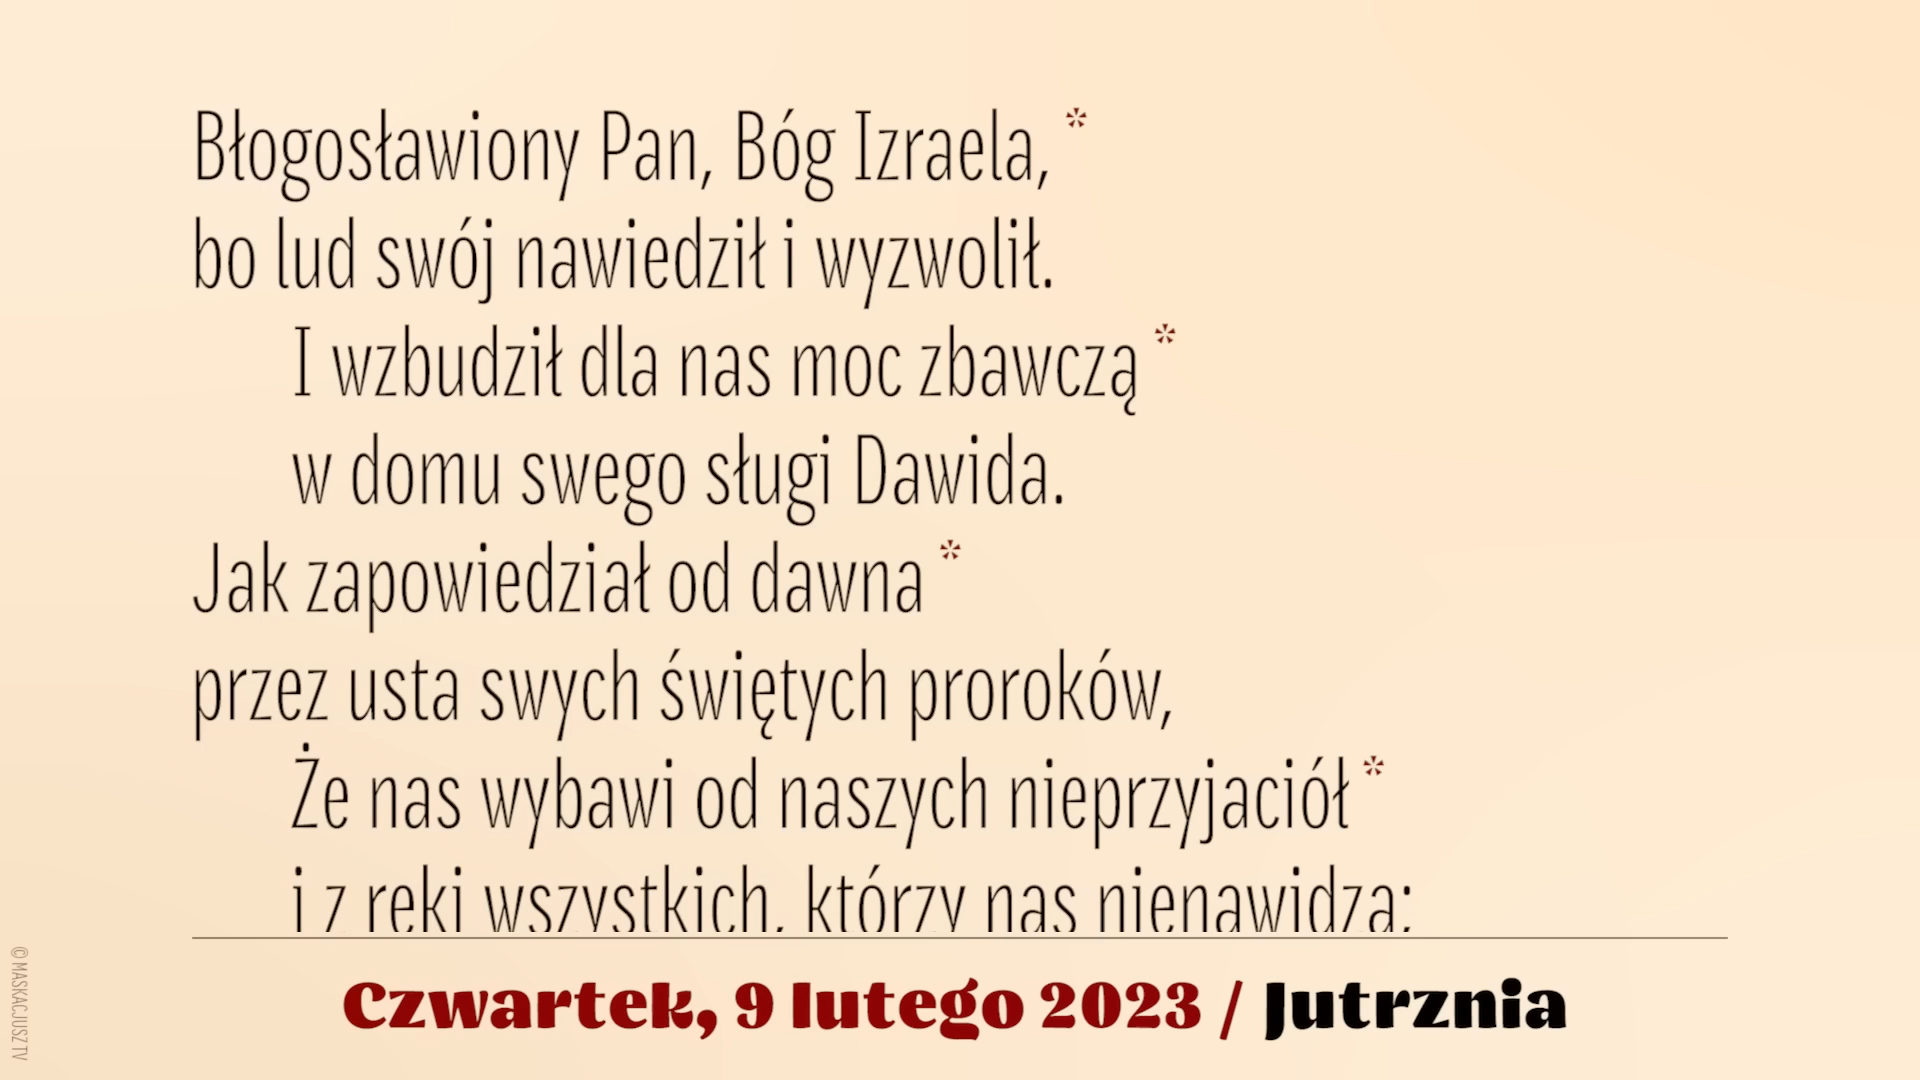 Błogosławiony Pan, Bóg Izraela, *
bo lud swój nawiedził i wyzwolił.
I wzbudził dla nas moc zbawczą *
w domu swego sługi Dawida.
Jak zapowiedział od dawna *
przez usta swych świętych proroków,
Że nas wybawi od naszych nieprzyjaciół *
i z ręki wszystkich, którzy nas nienawidzą;
Czwartek, 9 lutego 2023 / Jutrznia
© MASKACJUSZ TV